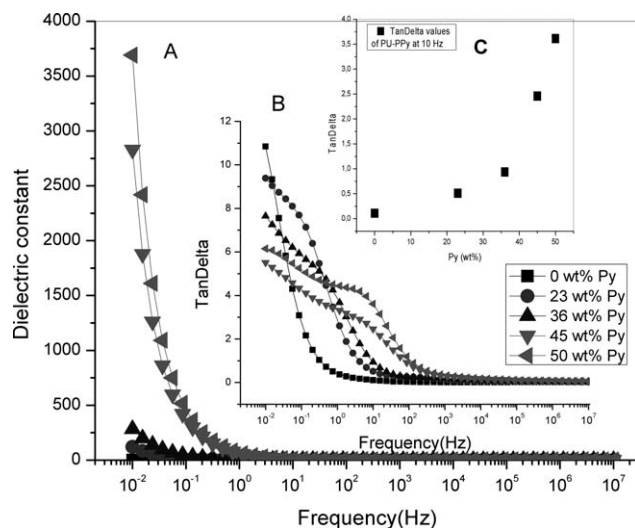 A
Dielectric constant
4000
3500
3000
2500
2000
1500
1000
500
0
10⁻² 10⁻¹ 10⁰ 10¹ 10² 10³ 10⁴ 10⁵ 10⁶ 10⁷
Frequency(Hz)
B
TanDelta
12
10
8
6
4
2
0
10⁻² 10⁻¹ 10⁰ 10¹ 10² 10³ 10⁴ 10⁵ 10⁶ 10⁷
Frequency(Hz)
TanDelta values
of PU-PPy at 10 Hz
C
TanDelta
4,0
3,5
3,0
2,5
2,0
1,5
1,0
0,5
0,0
0 10 20 30 40 50
Py (wt%)
0 wt% Py
23 wt% Py
36 wt% Py
45 wt% Py
50 wt% Py